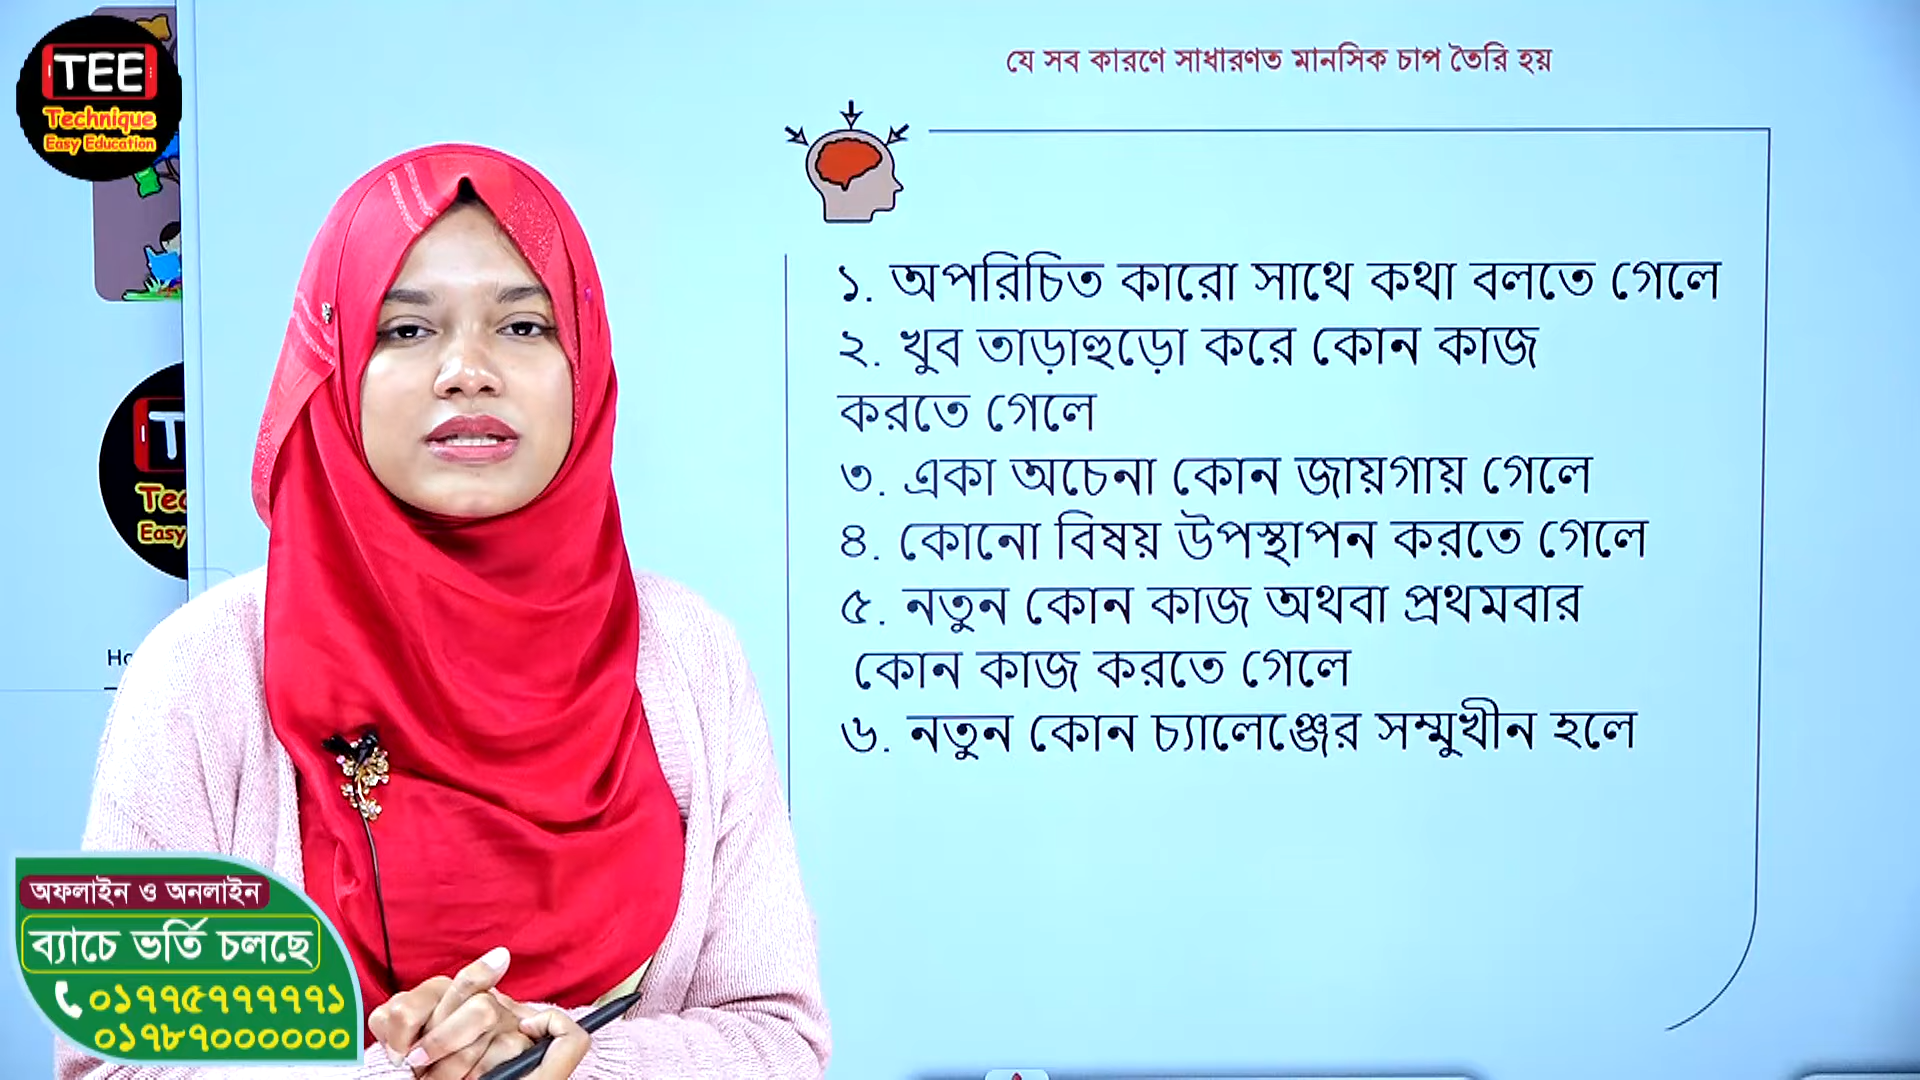 TEE
Technique
Easy Education
যে সব কারণে সাধারণত মানসিক চাপ তৈরি হয়
১. অপরিচিত কারো সাথে কথা বলতে গেলে
২. খুব তাড়াহুড়ো করে কোন কাজ
করতে গেলে
৩. একা অচেনা কোন জায়গায় গেলে
৪. কোনো বিষয় উপস্থাপন করতে গেলে
৫. নতুন কোন কাজ অথবা প্রথমবার
কোন কাজ করতে গেলে
৬. নতুন কোন চ্যালেঞ্জের সম্মুখীন হলে
Easy
অফলাইন ও অনলাইন
ব্যাচে ভর্তি চলছে
০১৭৭৫৭৭৭৭৭১
০১৭৮৭০০০০০০